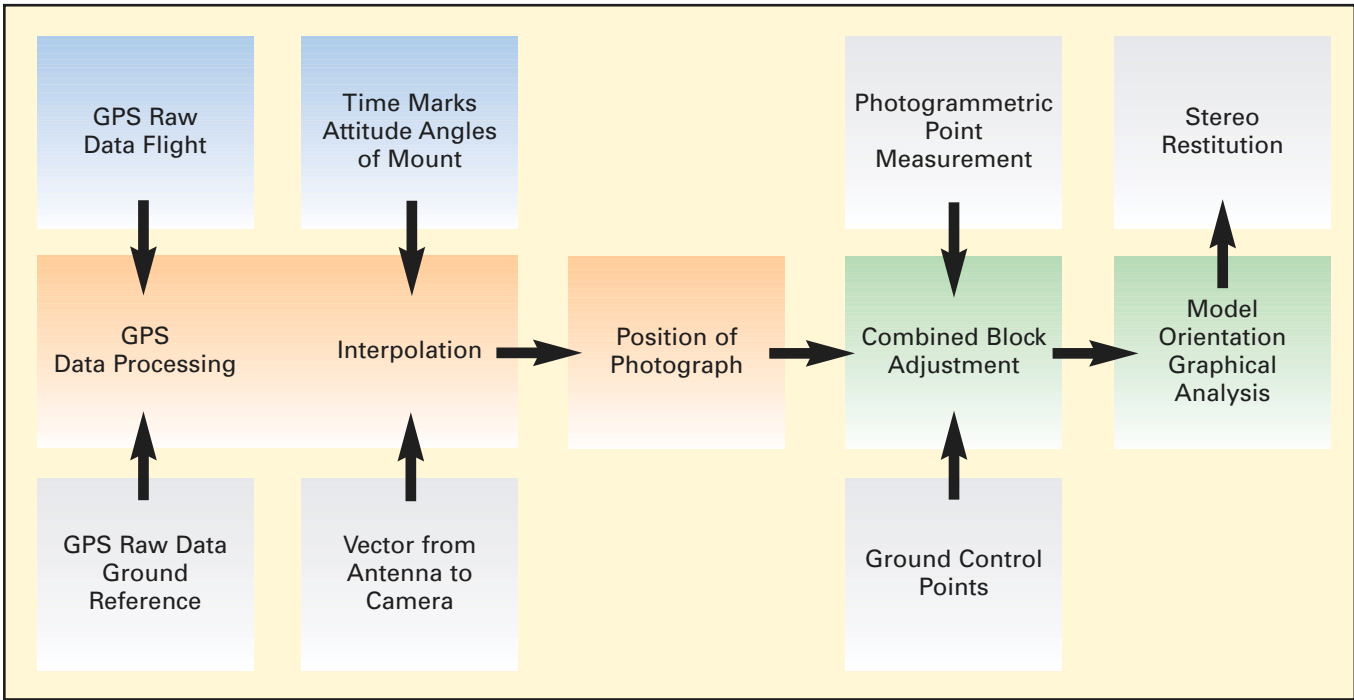 GPS Raw
Data Flight
Time Marks
Attitude Angles
of Mount
Photogrammetric
Point
Measurement
Stereo
Restitution
GPS
Data Processing
Interpolation
Position of
Photograph
Combined Block
Adjustment
Model
Orientation
Graphical
Analysis
GPS Raw Data
Ground
Reference
Vector from
Antenna to
Camera
Ground Control
Points